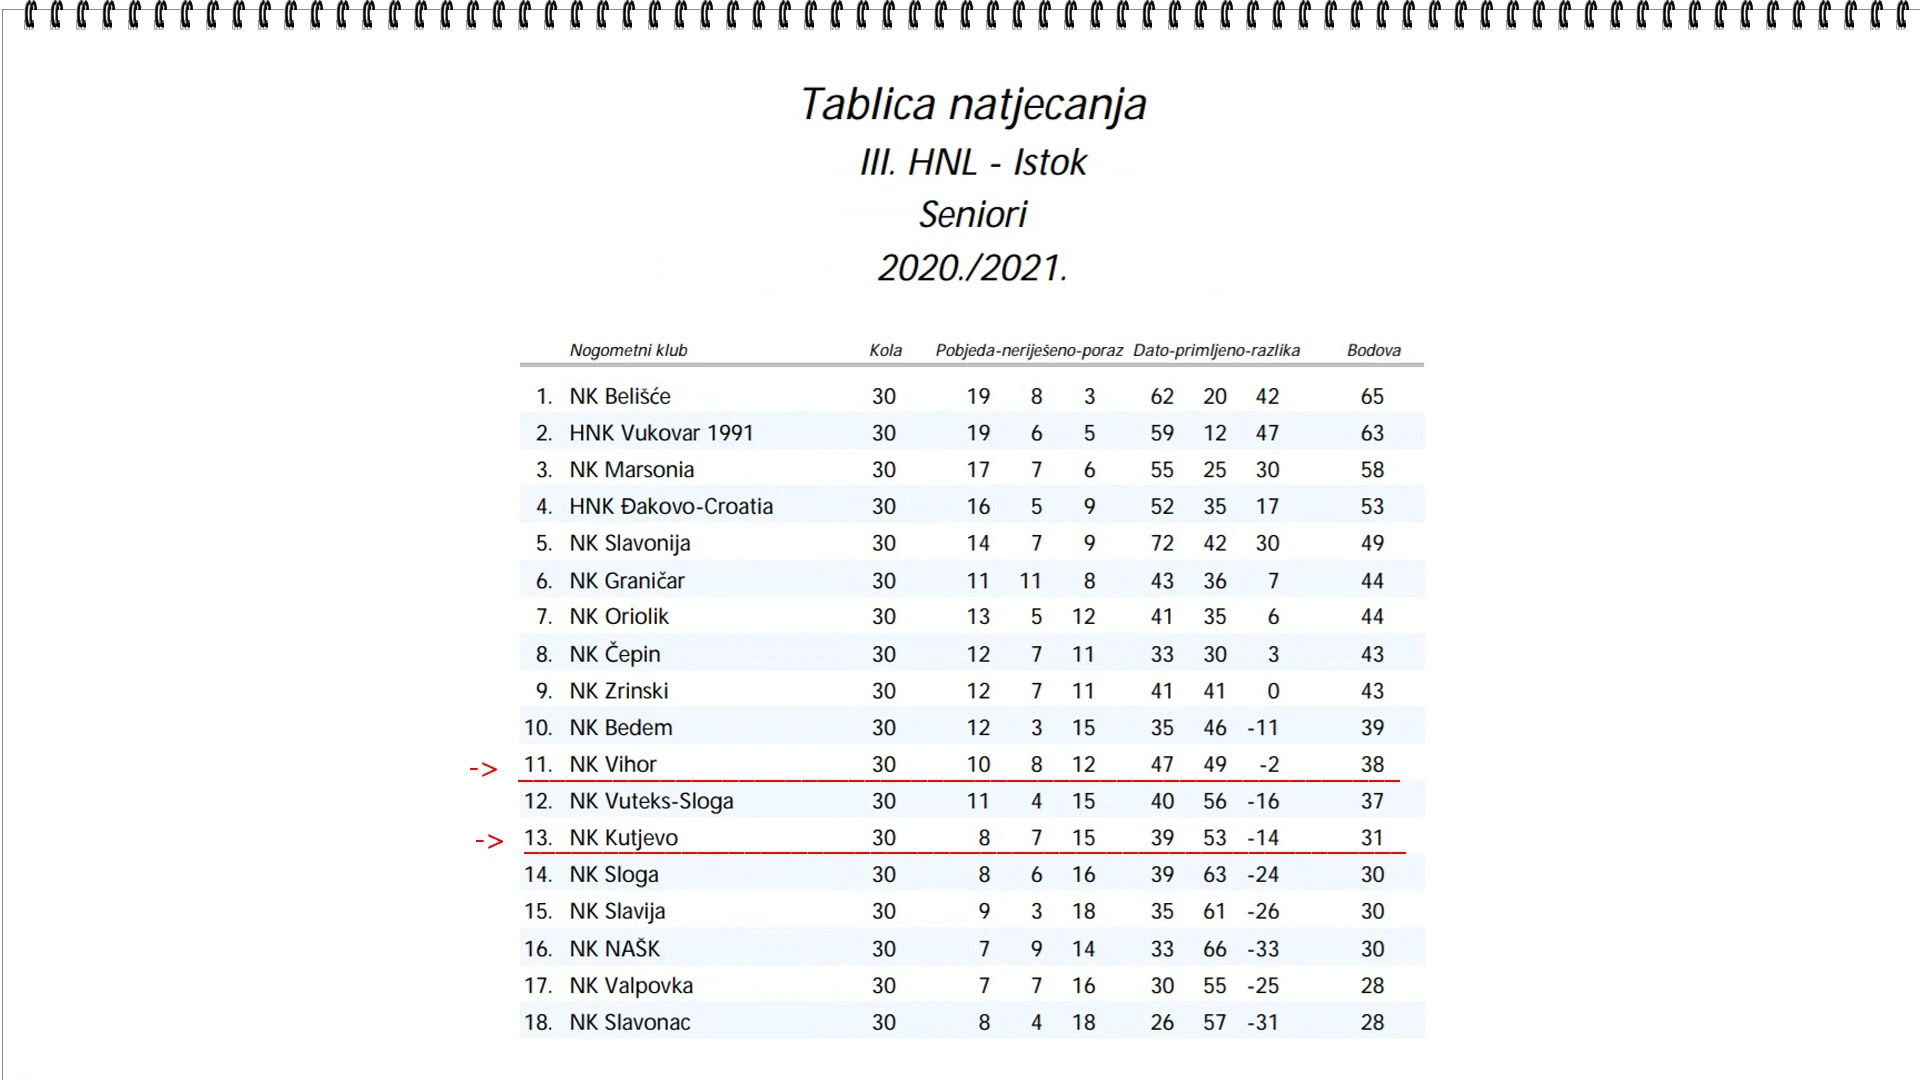 Tablica natjecanja
III. HNL - Istok
Seniori
2020./2021.
Nogometni klub Kola Pobjeda-neriješeno-poraz Dato-primljeno-razlika Bodova
1. NK Belišće 30 19 8 3 62 20 42 65
2. HNK Vukovar 1991 30 19 6 5 59 12 47 63
3. NK Marsonia 30 17 7 6 55 25 30 58
4. HNK Đakovo-Croatia 30 16 5 9 52 35 17 53
5. NK Slavonija 30 14 7 9 72 42 30 49
6. NK Graničar 30 11 11 8 43 36 7 44
7. NK Oriolik 30 13 5 12 41 35 6 44
8. NK Čepin 30 12 7 11 33 30 3 43
9. NK Zrinski 30 12 7 11 41 41 0 43
10. NK Bedem 30 12 3 15 35 46 -11 39
-> 11. NK Vihor 30 10 8 12 47 49 -2 38
12. NK Vuteks-Sloga 30 11 4 15 40 56 -16 37
-> 13. NK Kutjevo 30 8 7 15 39 53 -14 31
14. NK Sloga 30 8 6 16 39 63 -24 30
15. NK Slavija 30 9 3 18 35 61 -26 30
16. NK NAŠK 30 7 9 14 33 66 -33 30
17. NK Valpovka 30 7 7 16 30 55 -25 28
18. NK Slavonac 30 8 4 18 26 57 -31 28